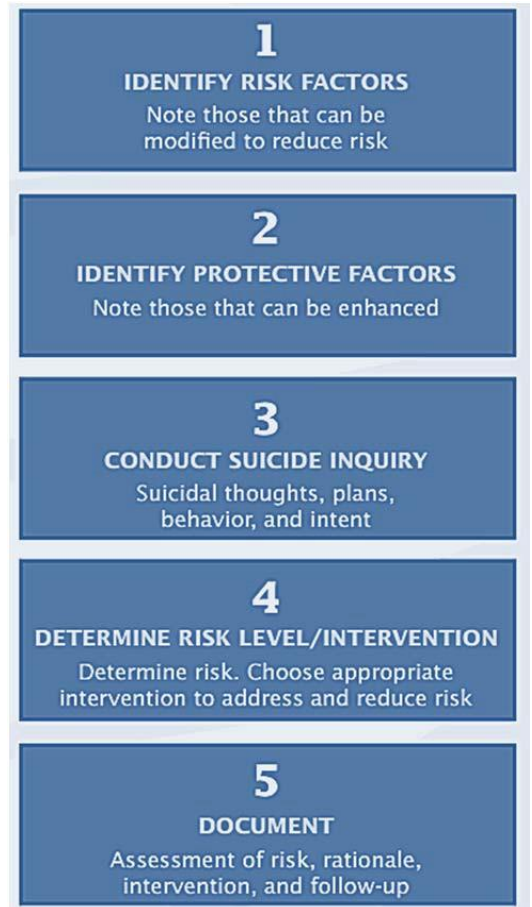 1
IDENTIFY RISK FACTORS
Note those that can be
modified to reduce risk
2
IDENTIFY PROTECTIVE FACTORS
Note those that can be enhanced
3
CONDUCT SUICIDE INQUIRY
Suicidal thoughts, plans,
behavior, and intent
4
DETERMINE RISK LEVEL/INTERVENTION
Determine risk. Choose appropriate
intervention to address and reduce risk
5
DOCUMENT
Assessment of risk, rationale,
intervention, and follow-up